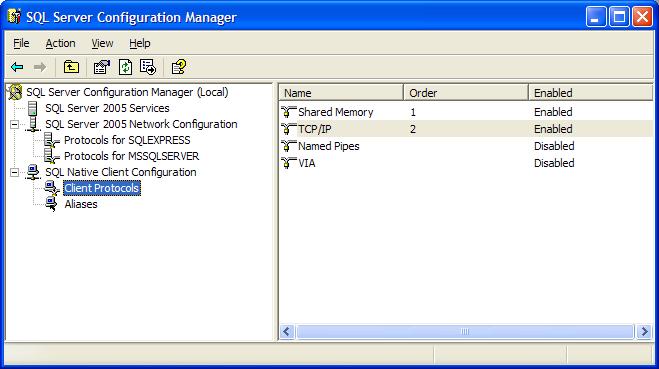 SQL Server Configuration Manager
File Action View Help
SQL Server Configuration Manager (Local)
SQL Server 2005 Services
SQL Server 2005 Network Configuration
Protocols for SQLEXPRESS
Protocols for MSSQLSERVER
SQL Native Client Configuration
Client Protocols
Aliases
Name Order Enabled
Shared Memory 1 Enabled
TCP/IP 2 Enabled
Named Pipes Disabled
VIA Disabled